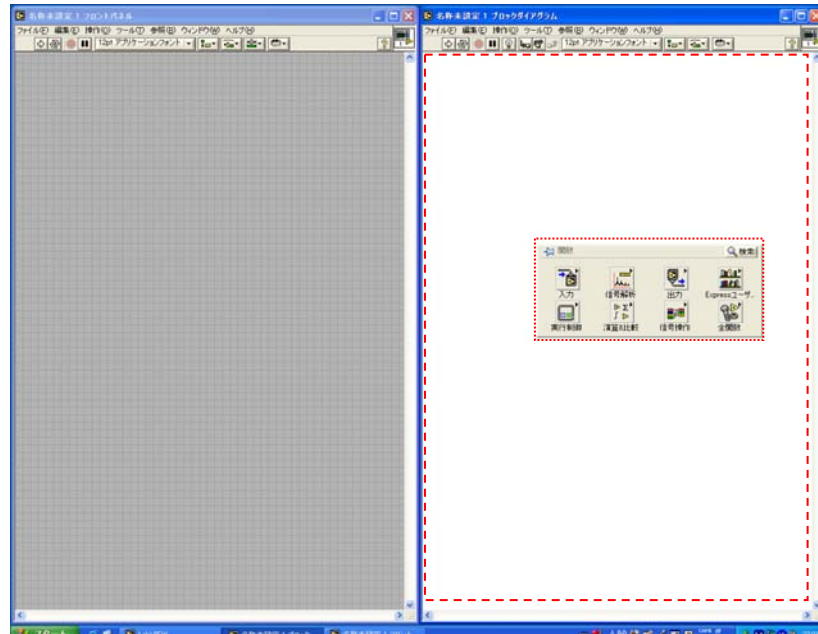 名称未設定 1 フロントパネル
ファイル(F) 編集(E) 操作(O) ツール(T) 参照(B) ウィンドウ(W) ヘルプ(H)
12pt アプリケーションフォント
名称未設定 1 ブロックダイアグラム
ファイル(F) 編集(E) 操作(O) ツール(T) 参照(B) ウィンドウ(W) ヘルプ(H)
12pt アプリケーションフォント
関数 検索
入力 信号解析 出力 Expressユーザ.
実行制御 演算&比較 信号操作 全関数
スタート